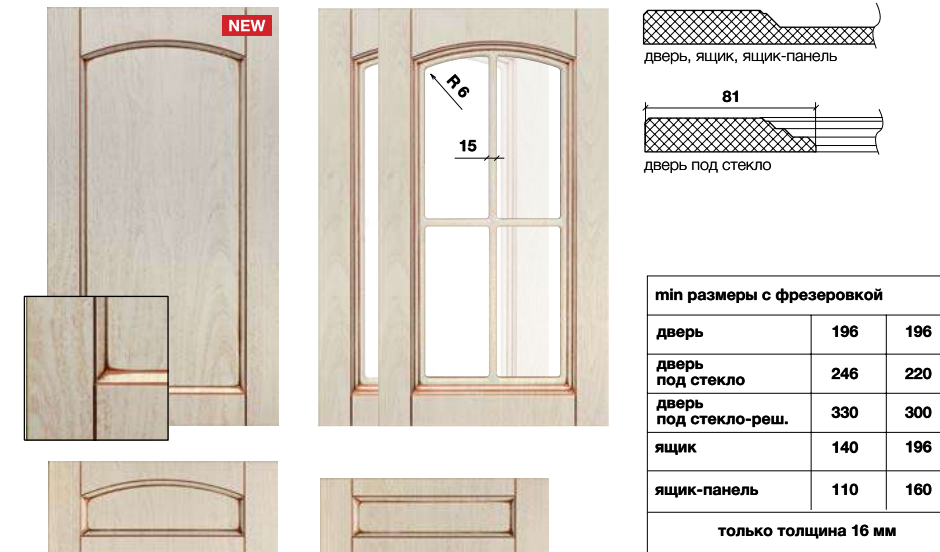 NEW
R 6
15
дверь, ящик, ящик-панель
81
дверь под стекло
min размеры с фрезеровкой
дверь 196 196
дверь
под стекло 246 220
дверь
под стекло-реш. 330 300
ящик 140 196
ящик-панель 110 160
только толщина 16 мм